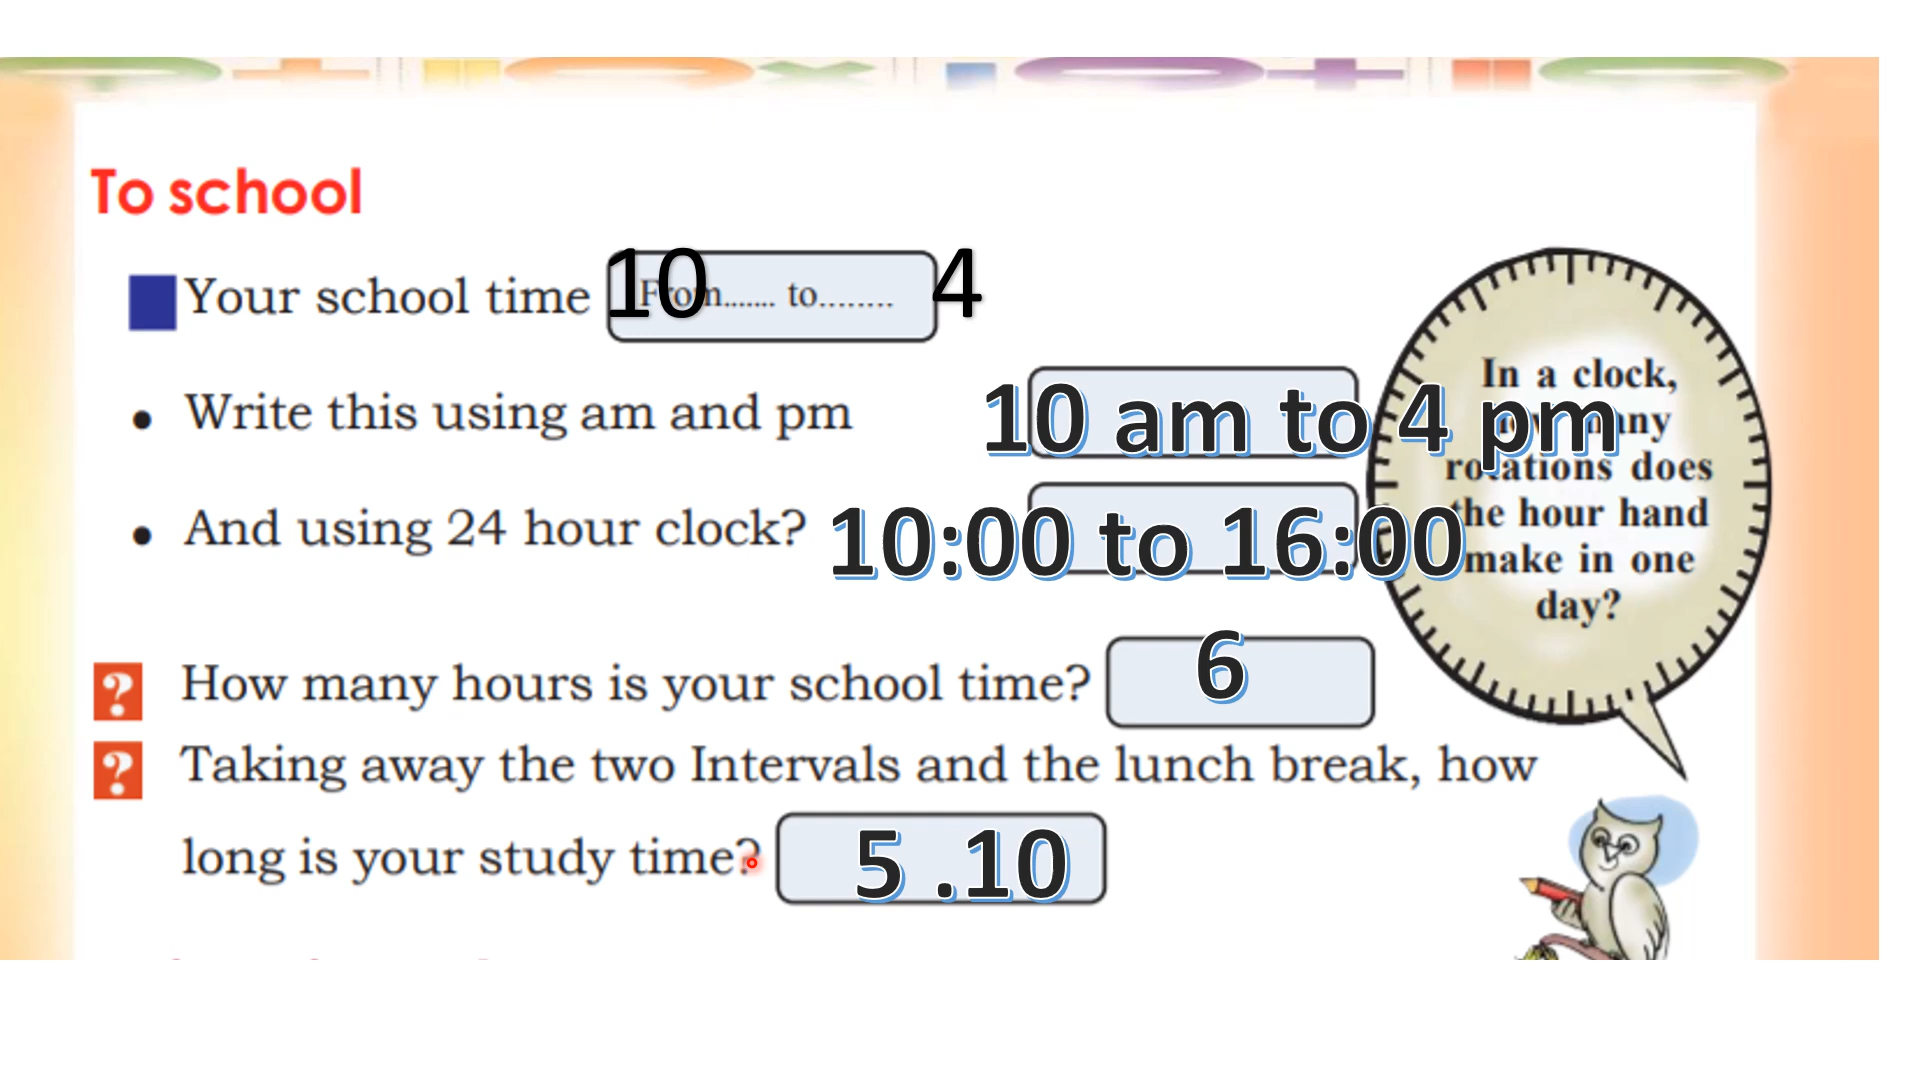 To school
Your school time From....... to........ 10 4
Write this using am and pm 10 am to 4 pm
And using 24 hour clock? 10:00 to 16:00
How many hours is your school time? 6
Taking away the two Intervals and the lunch break, how
long is your study time? 5 .10
In a clock,
many
rotations does
the hour hand
make in one
day?